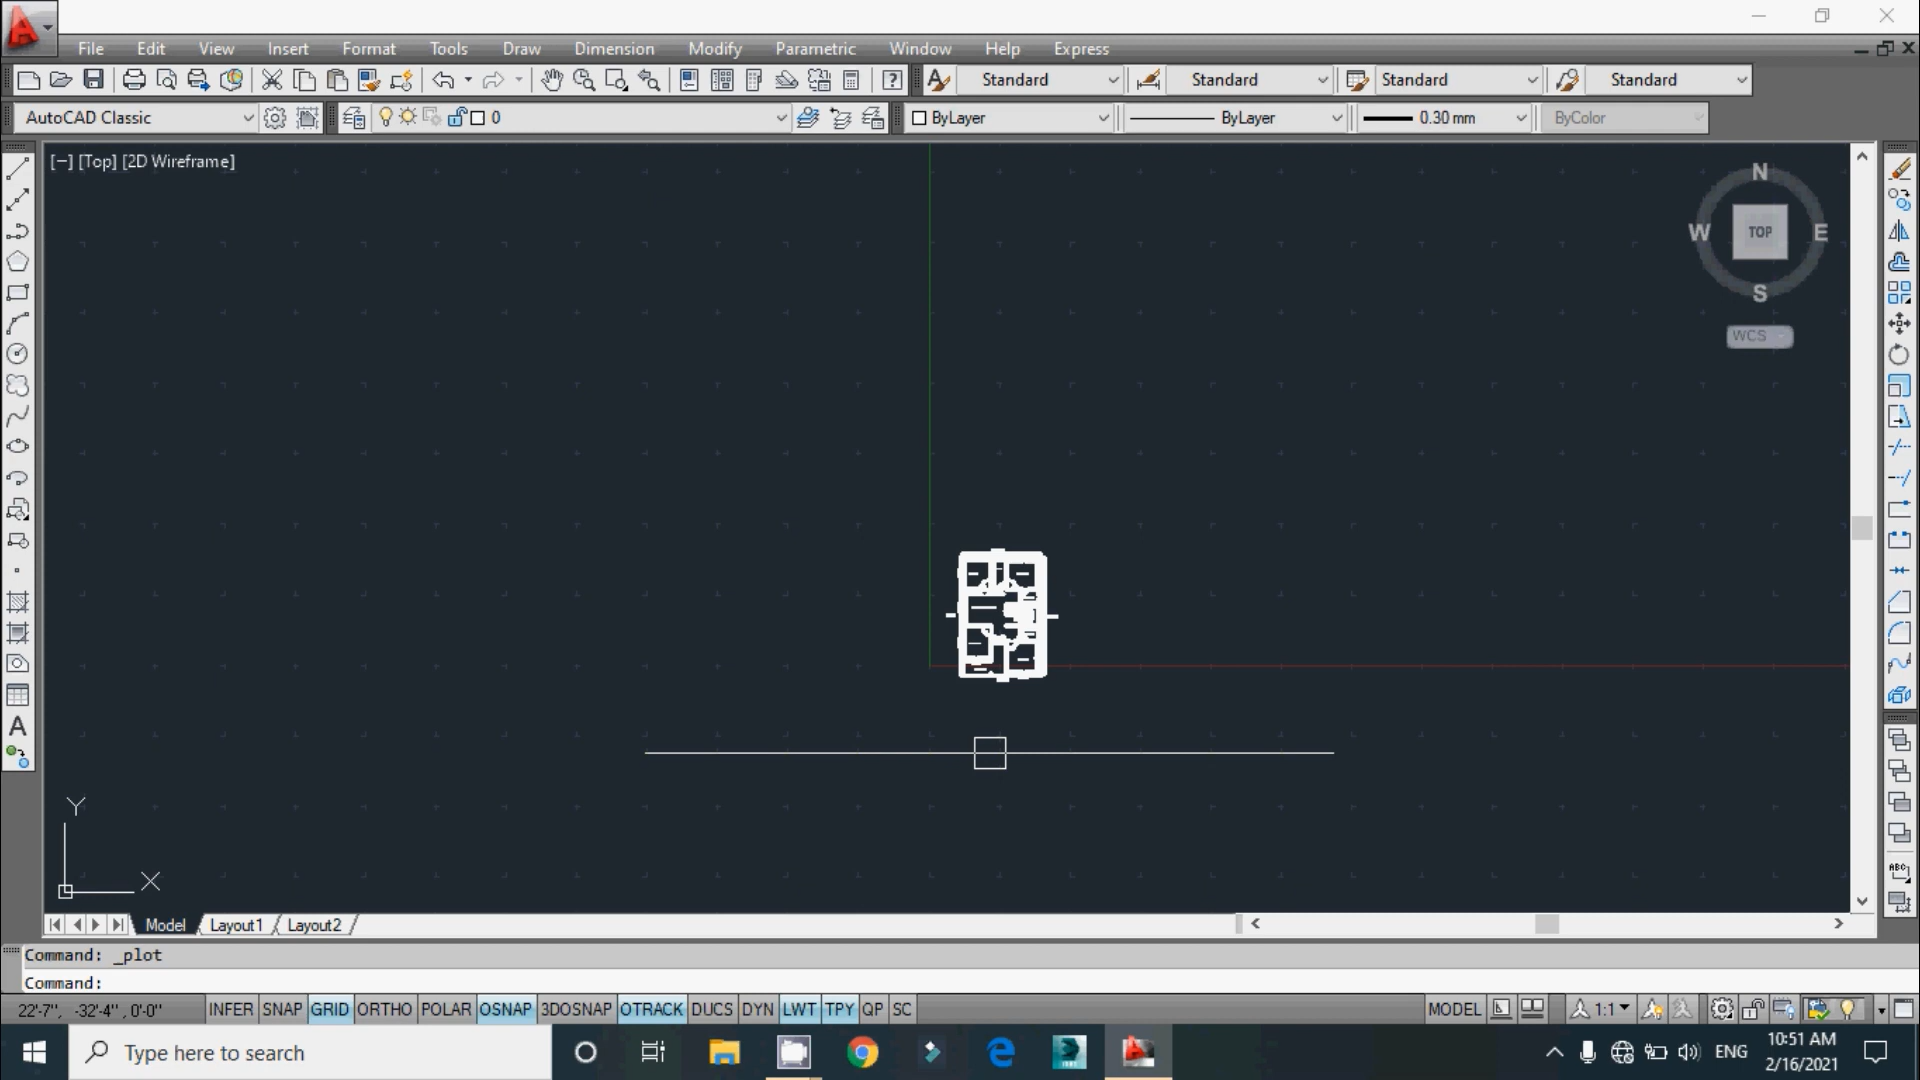 File Edit View Insert Format Tools Draw Dimension Modify Parametric Window Help Express
Standard Standard Standard Standard
AutoCAD Classic 0 ByLayer ByLayer 0.30 mm ByColor
[−] [Top] [2D Wireframe]
N
W TOP E
S
WCS
A
ABC
Y
X
Model Layout1 Layout2
Command: _plot
Command:
22'-7", -32'-4" , 0'-0" INFER SNAP GRID ORTHO POLAR OSNAP 3DOSNAP OTRACK DUCS DYN LWT TPY QP SC MODEL 1:1
Type here to search ENG 10:51 AM
2/16/2021